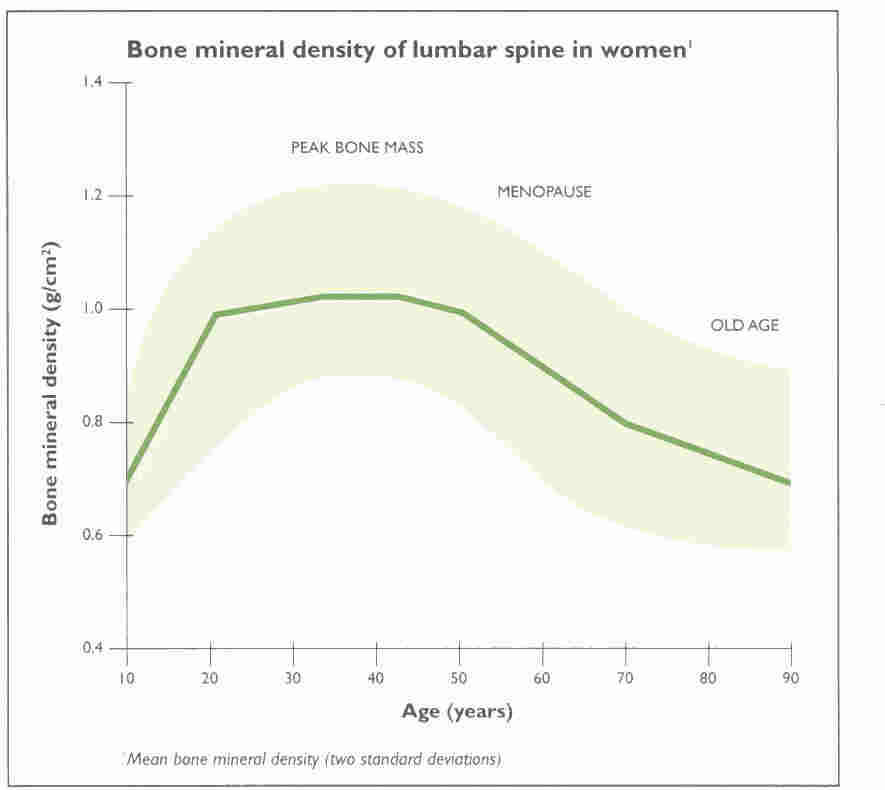 Bone mineral density of lumbar spine in women¹
1.4
PEAK BONE MASS
1.2
MENOPAUSE
1.0
OLD AGE
0.8
0.6
0.4
Bone mineral density (g/cm²)
10 20 30 40 50 60 70 80 90
Age (years)
¹Mean bone mineral density (two standard deviations)